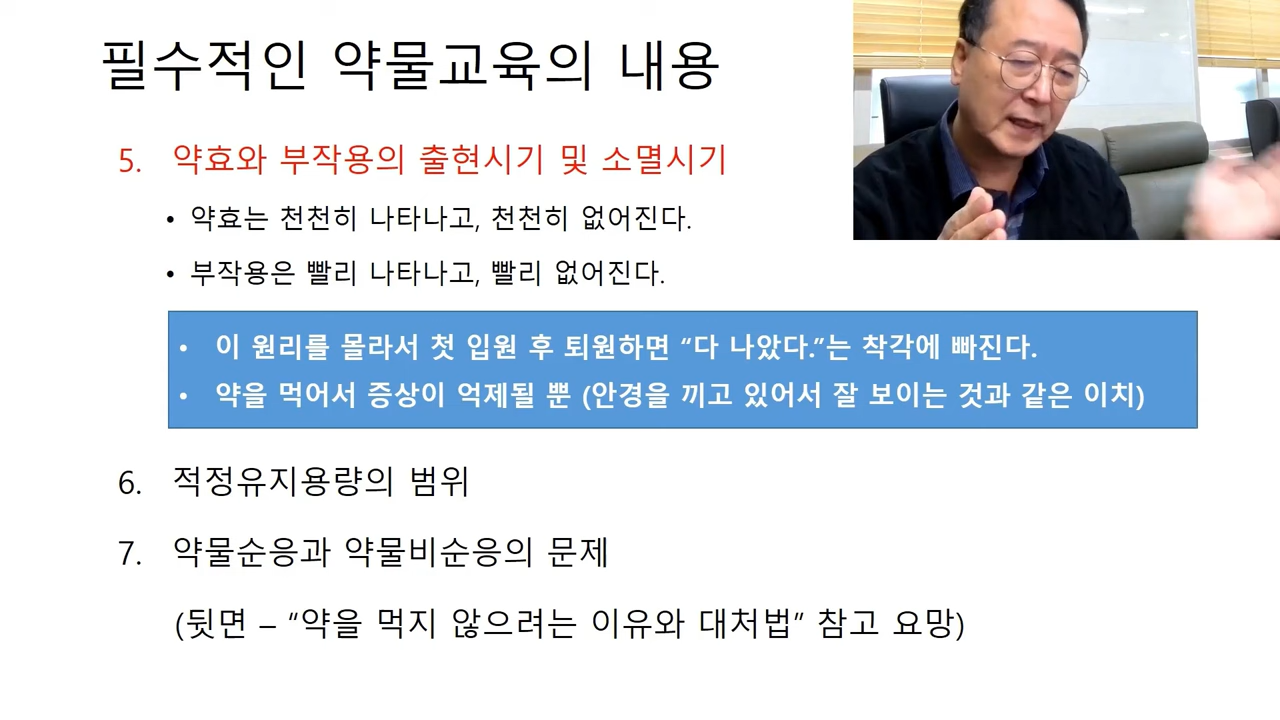 필수적인 약물교육의 내용
5. 약효와 부작용의 출현시기 및 소멸시기
• 약효는 천천히 나타나고, 천천히 없어진다.
• 부작용은 빨리 나타나고, 빨리 없어진다.
• 이 원리를 몰라서 첫 입원 후 퇴원하면 “다 나았다.”는 착각에 빠진다.
• 약을 먹어서 증상이 억제될 뿐 (안경을 끼고 있어서 잘 보이는 것과 같은 이치)
6. 적정유지용량의 범위
7. 약물순응과 약물비순응의 문제
(뒷면 – “약을 먹지 않으려는 이유와 대처법” 참고 요망)